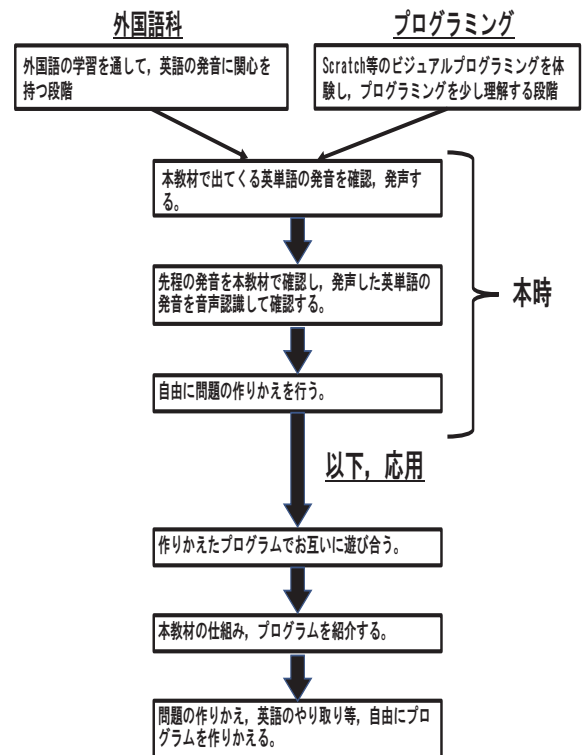 外国語科
プログラミング
外国語の学習を通して，英語の発音に関心を
持つ段階
Scratch等のビジュアルプログラミングを体
験し，プログラミングを少し理解する段階
本教材で出てくる英単語の発音を確認，発声す
る。
先程の発音を本教材で確認し，発声した英単語の
発音を音声認識して確認する。
本時
自由に問題の作りかえを行う。
以下，応用
作りかえたプログラムでお互いに遊び合う。
本教材の仕組み，プログラムを紹介する。
問題の作りかえ，英語のやり取り等，自由にプロ
グラムを作りかえる。